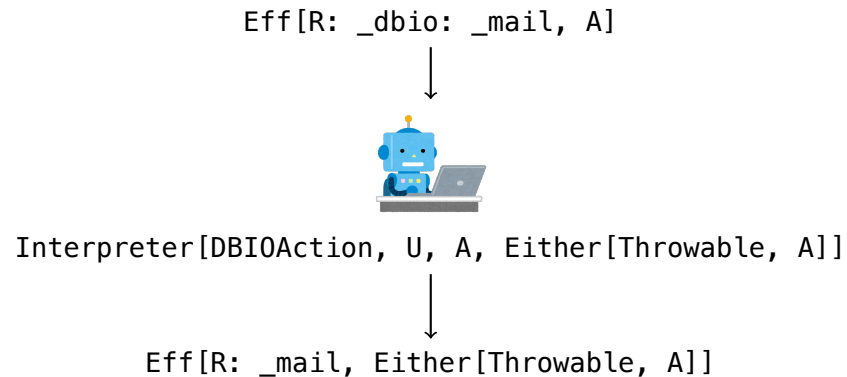 Eff[R: _dbio: _mail, A]
Interpreter[DBIOAction, U, A, Either[Throwable, A]]
Eff[R: _mail, Either[Throwable, A]]